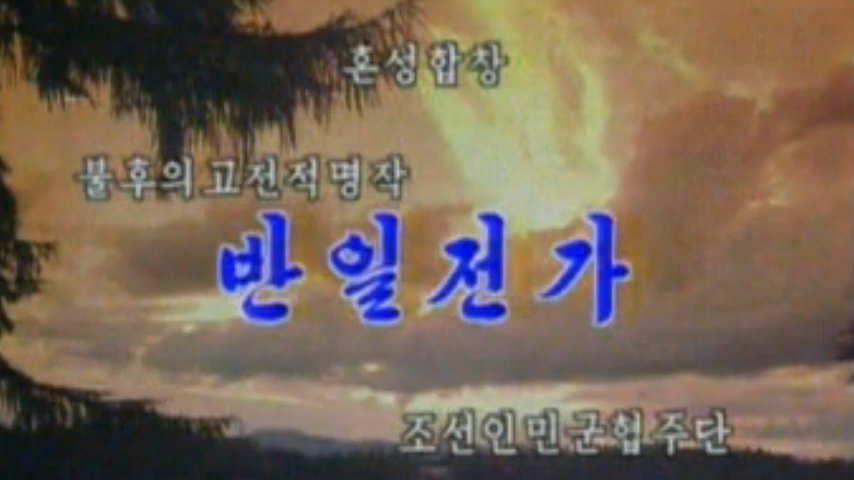 혼성합창
불후의 고전적명작
반일전가
조선인민군협주단